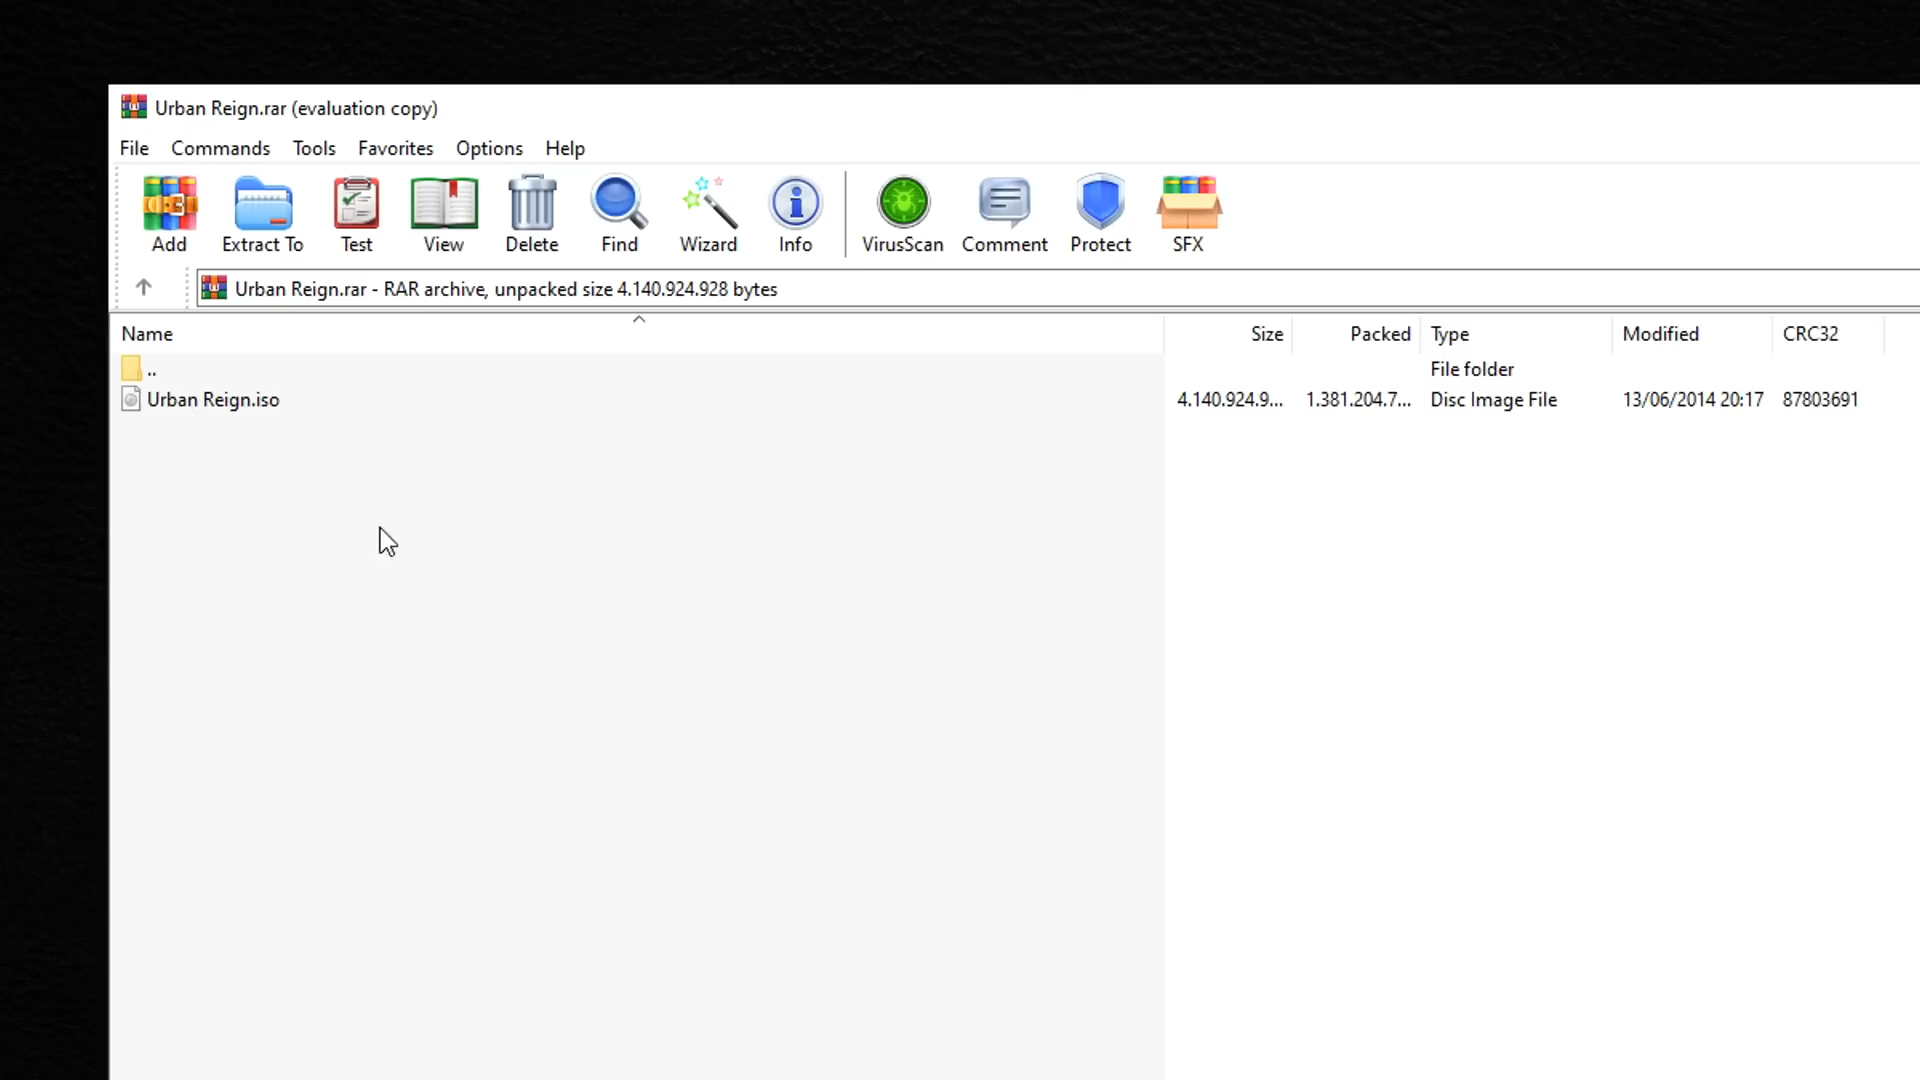 Urban Reign.rar (evaluation copy)
File Commands Tools Favorites Options Help
Add Extract To Test View Delete Find Wizard Info VirusScan Comment Protect SFX
Urban Reign.rar - RAR archive, unpacked size 4.140.924.928 bytes
Name Size Packed Type Modified CRC32
.. File folder
Urban Reign.iso 4.140.924.9... 1.381.204.7... Disc Image File 13/06/2014 20:17 87803691